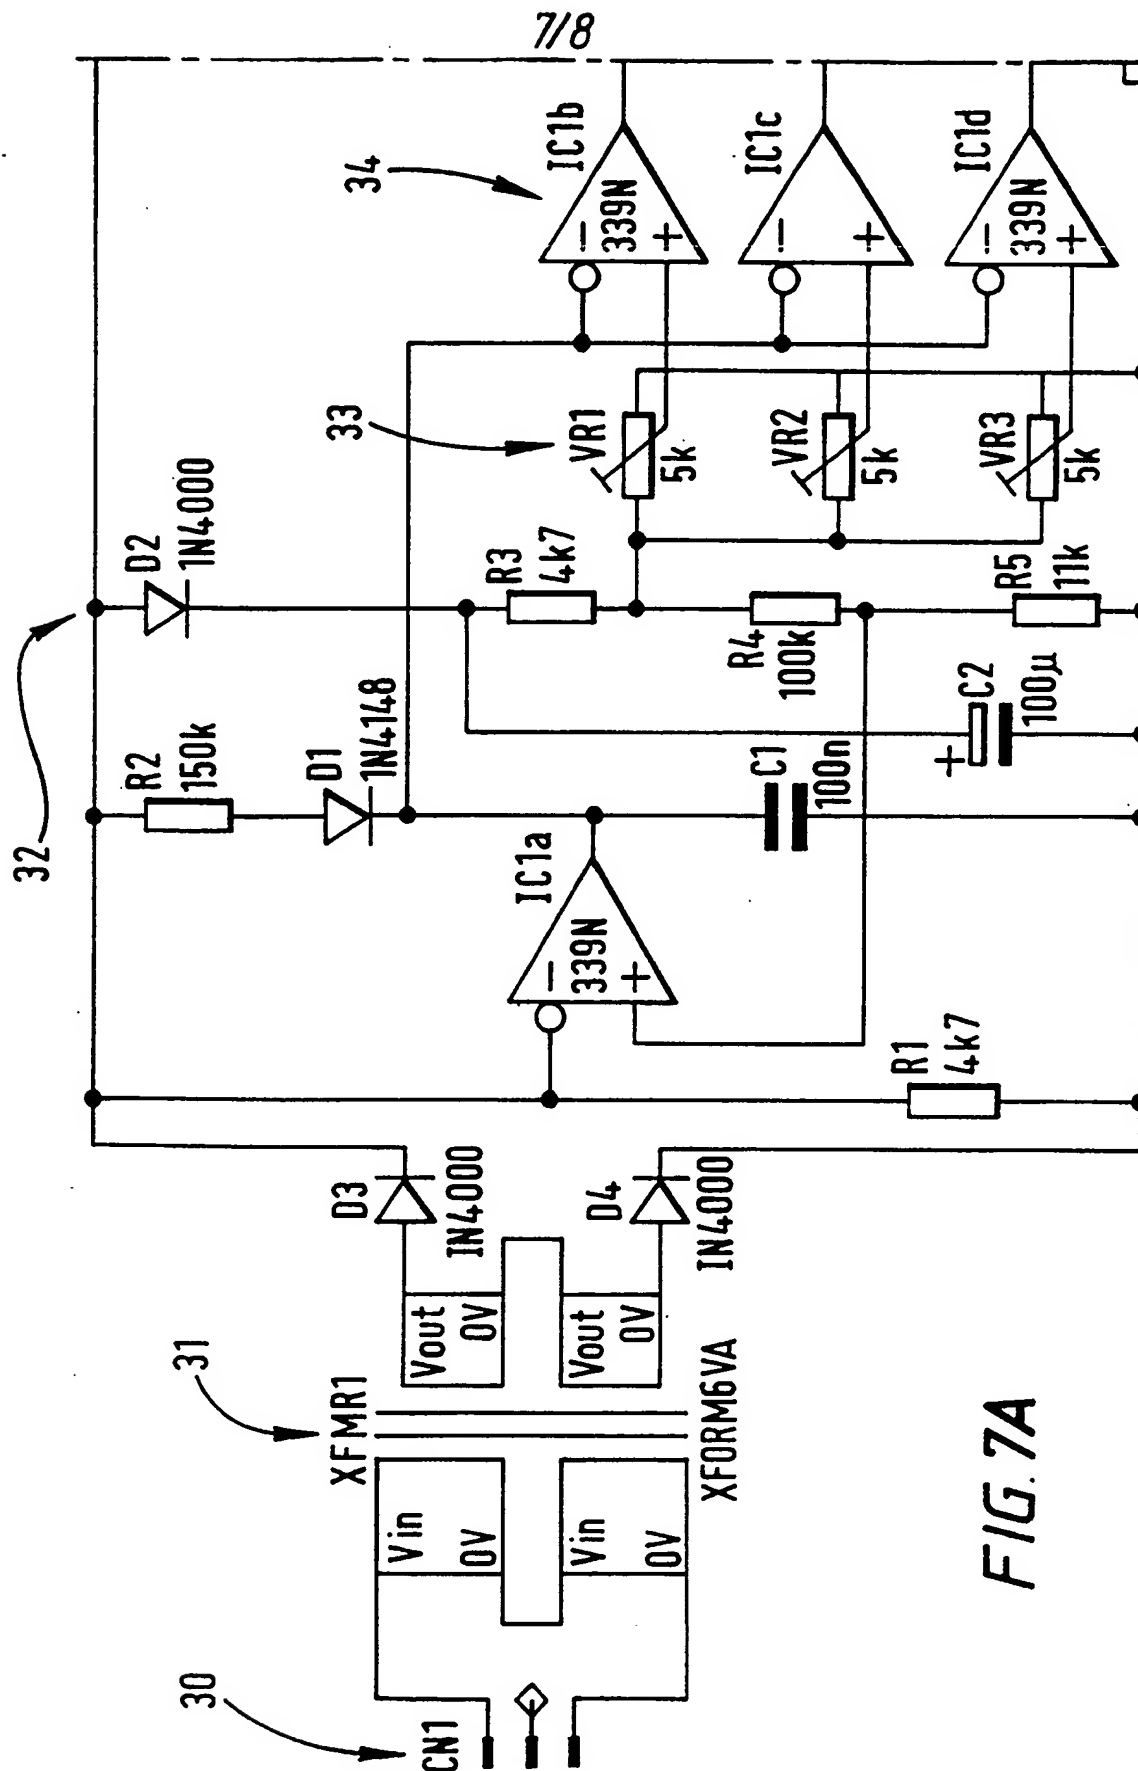 7/8
32
33
34
D2
1N4000
R2
150k
D1
1N4148
R3
4k7
VR1
5k
VR2
5k
VR3
5k
IC1b
339N
−
+
IC1c
−
+
IC1d
339N
−
+
R4
100k
R5
11k
C2
100μ
+
C1
100n
IC1a
339N
−
+
R1
4k7
D3
IN4000
D4
IN4000
31
XFMR1
XFORM6VA
Vout
0V
Vout
0V
Vin
0V
Vin
0V
30
CN1
FIG. 7A